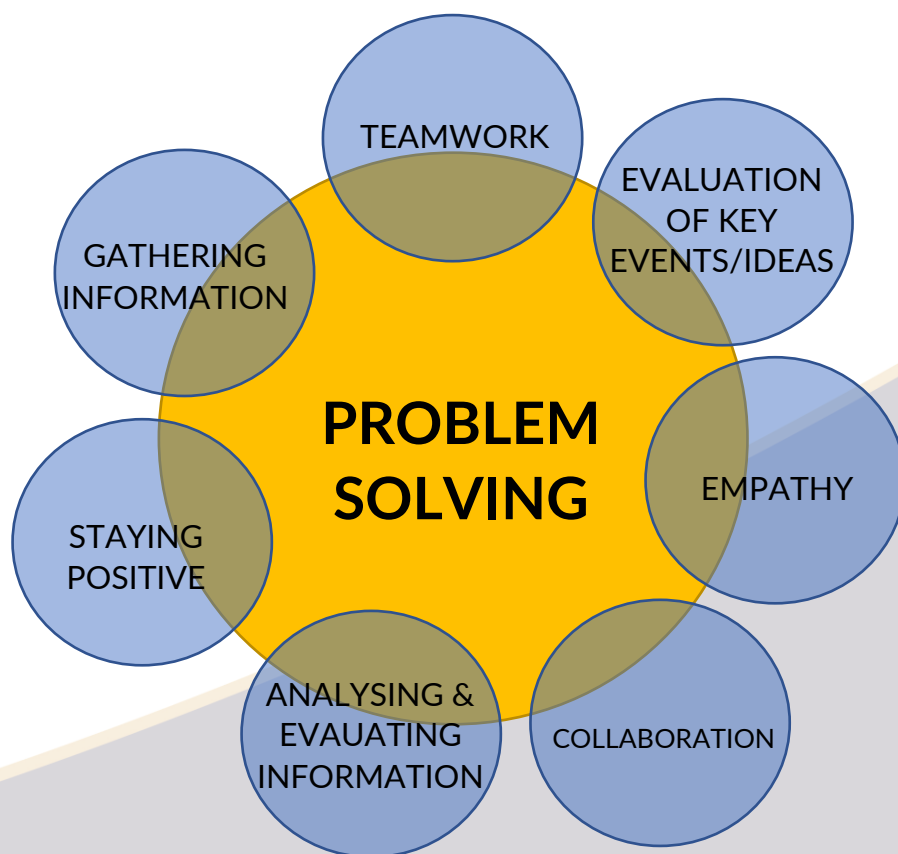 TEAMWORK
EVALUATION
OF KEY
EVENTS/IDEAS
GATHERING
INFORMATION
PROBLEM
SOLVING
EMPATHY
STAYING
POSITIVE
ANALYSING &
EVAUATING
INFORMATION
COLLABORATION